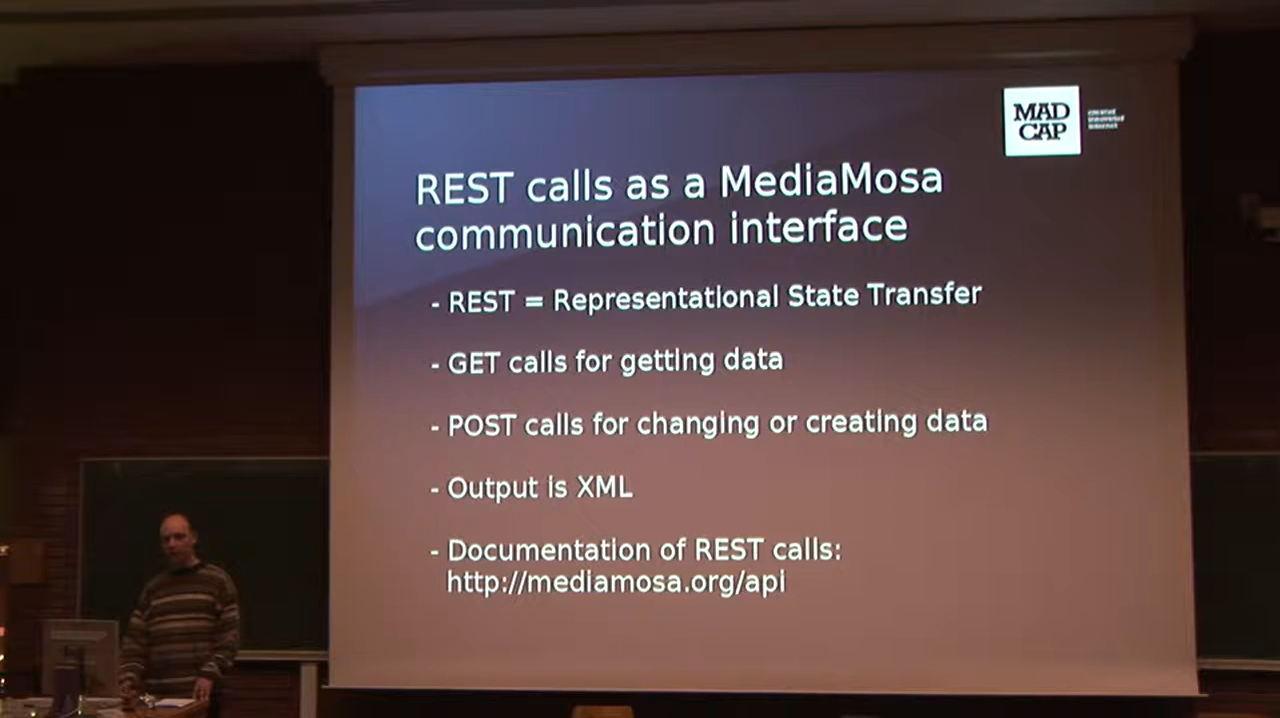 MAD
CAP
REST calls as a MediaMosa
communication interface
- REST = Representational State Transfer
- GET calls for getting data
- POST calls for changing or creating data
- Output is XML
- Documentation of REST calls:
http://mediamosa.org/api